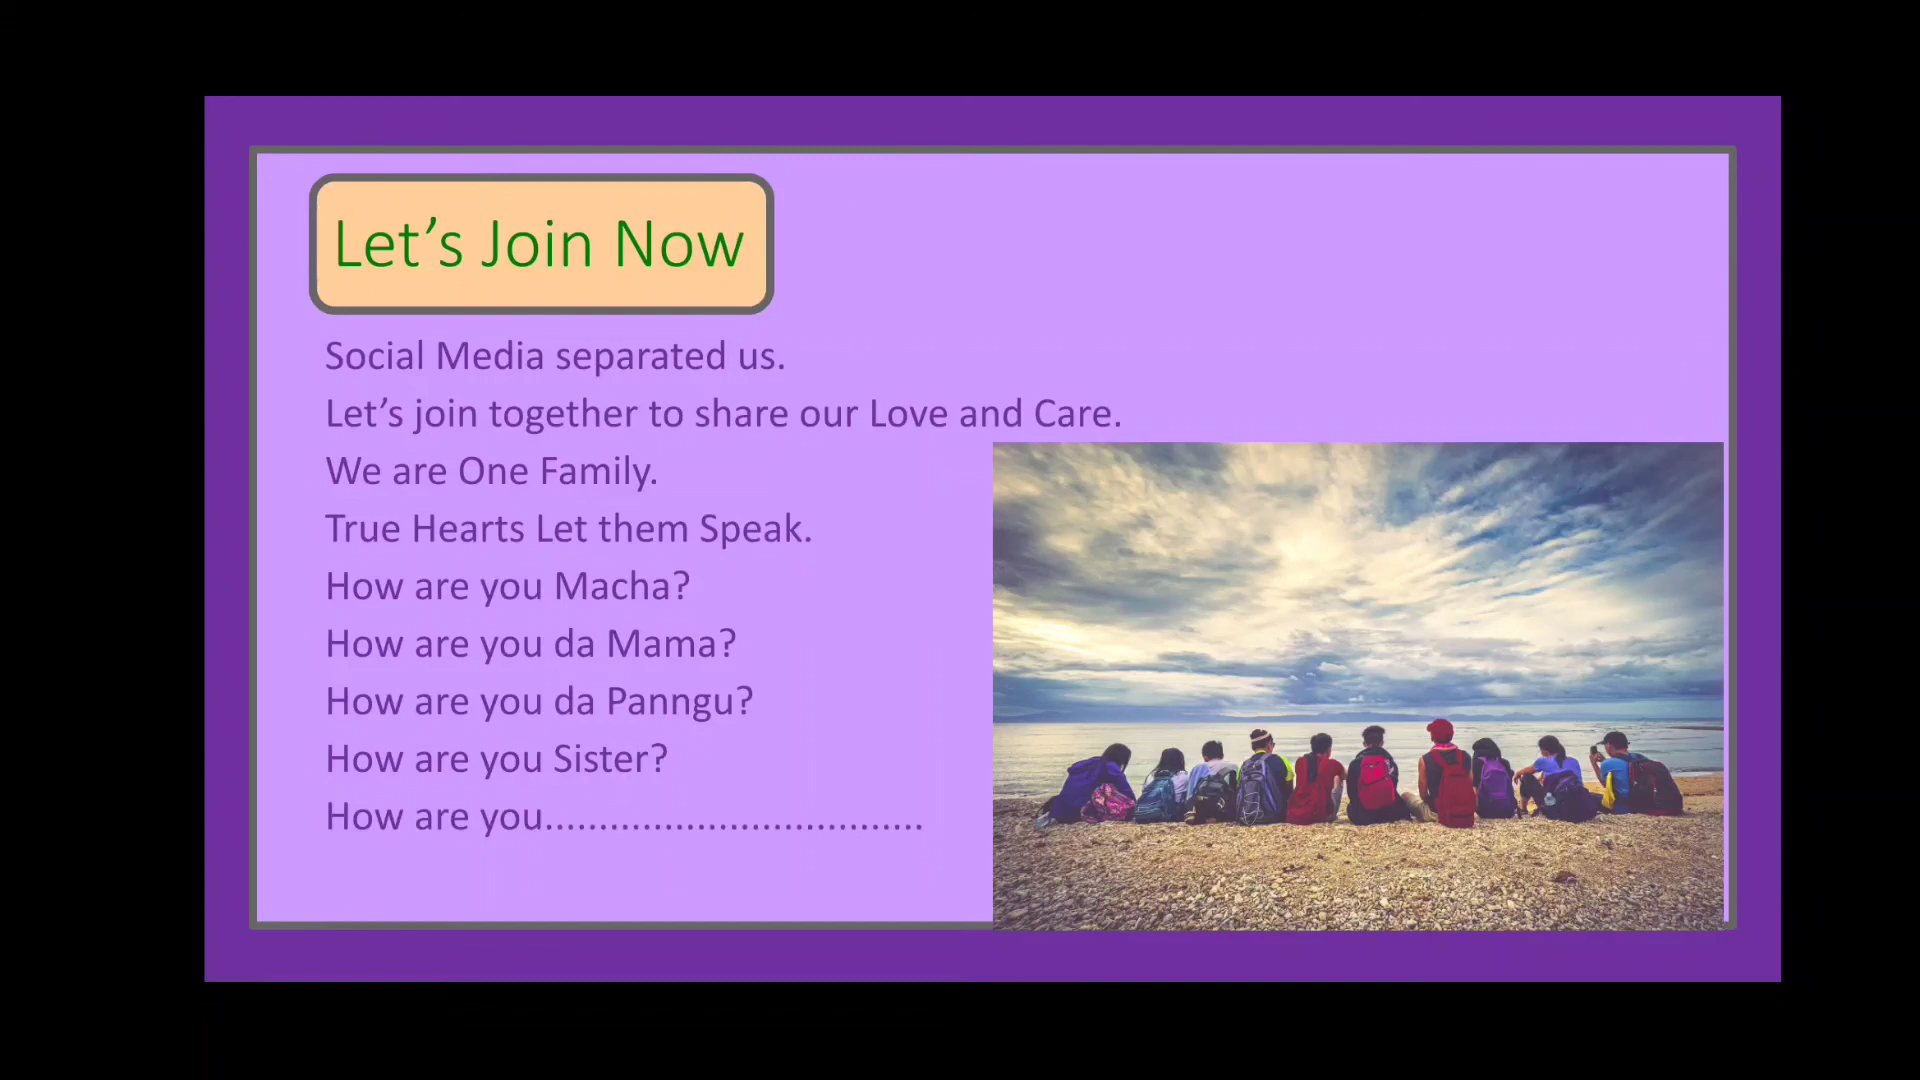 Let’s Join Now
Social Media separated us.
Let’s join together to share our Love and Care.
We are One Family.
True Hearts Let them Speak.
How are you Macha?
How are you da Mama?
How are you da Panngu?
How are you Sister?
How are you...................................